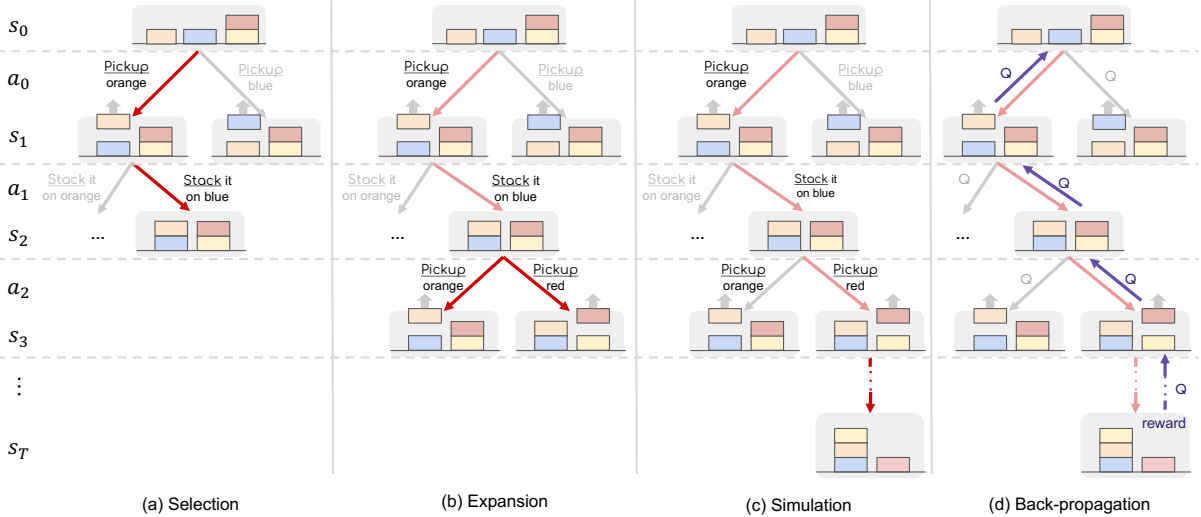 s0
a0
s1
a1
s2
a2
s3
⋮
sT
Pickup
orange
Pickup
blue
Stack it
on orange
Stack it
on blue
...
(a) Selection
Pickup
orange
Pickup
blue
Stack it
on orange
Stack it
on blue
...
Pickup
orange
Pickup
red
(b) Expansion
Pickup
orange
Pickup
blue
Stack it
on orange
Stack it
on blue
...
Pickup
orange
Pickup
red
(c) Simulation
Q
Q
Q
Q
...
Q
Q
Q
reward
(d) Back-propagation